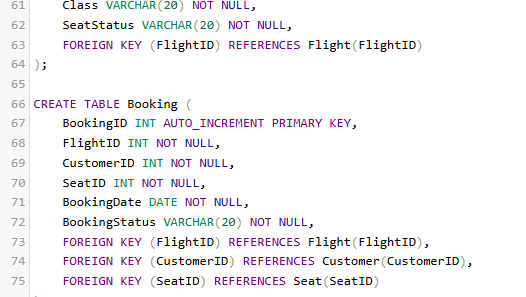 61 Class VARCHAR(20) NOT NULL,
62 SeatStatus VARCHAR(20) NOT NULL,
63 FOREIGN KEY (FlightID) REFERENCES Flight(FlightID)
64 );
65
66 CREATE TABLE Booking (
67 BookingID INT AUTO_INCREMENT PRIMARY KEY,
68 FlightID INT NOT NULL,
69 CustomerID INT NOT NULL,
70 SeatID INT NOT NULL,
71 BookingDate DATE NOT NULL,
72 BookingStatus VARCHAR(20) NOT NULL,
73 FOREIGN KEY (FlightID) REFERENCES Flight(FlightID),
74 FOREIGN KEY (CustomerID) REFERENCES Customer(CustomerID),
75 FOREIGN KEY (SeatID) REFERENCES Seat(SeatID)